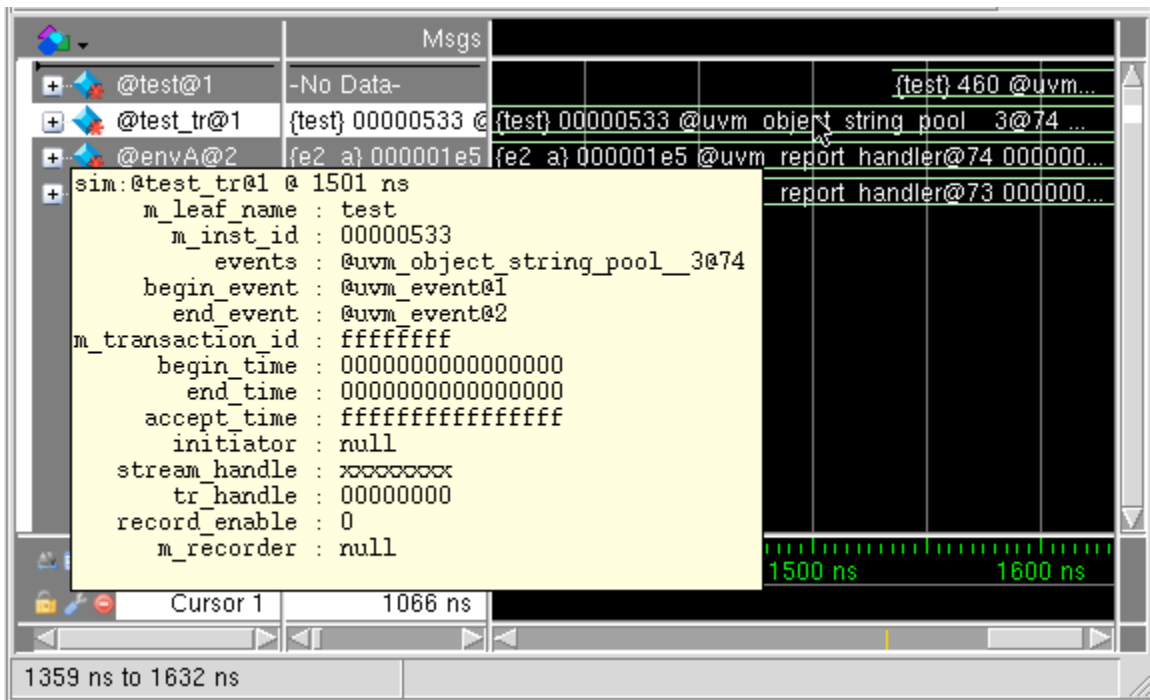 Msgs
@test@1 -No Data- {test} 460 @uvm...
@test_tr@1 {test} 00000533 @ {test} 00000533 @uvm_object_string_pool__3@74 ...
@envA@2 {e2_a} 000001e5 {e2_a} 000001e5 @uvm_report_handler@74 000000...
report_handler@73 000000...
sim:@test_tr@1 @ 1501 ns
m_leaf_name : test
m_inst_id : 00000533
events : @uvm_object_string_pool__3@74
begin_event : @uvm_event@1
end_event : @uvm_event@2
m_transaction_id : ffffffff
begin_time : 0000000000000000
end_time : 0000000000000000
accept_time : ffffffffffffffff
initiator : null
stream_handle : xxxxxxxx
tr_handle : 00000000
record_enable : 0
m_recorder : null
1500 ns 1600 ns
Cursor 1 1066 ns
1359 ns to 1632 ns